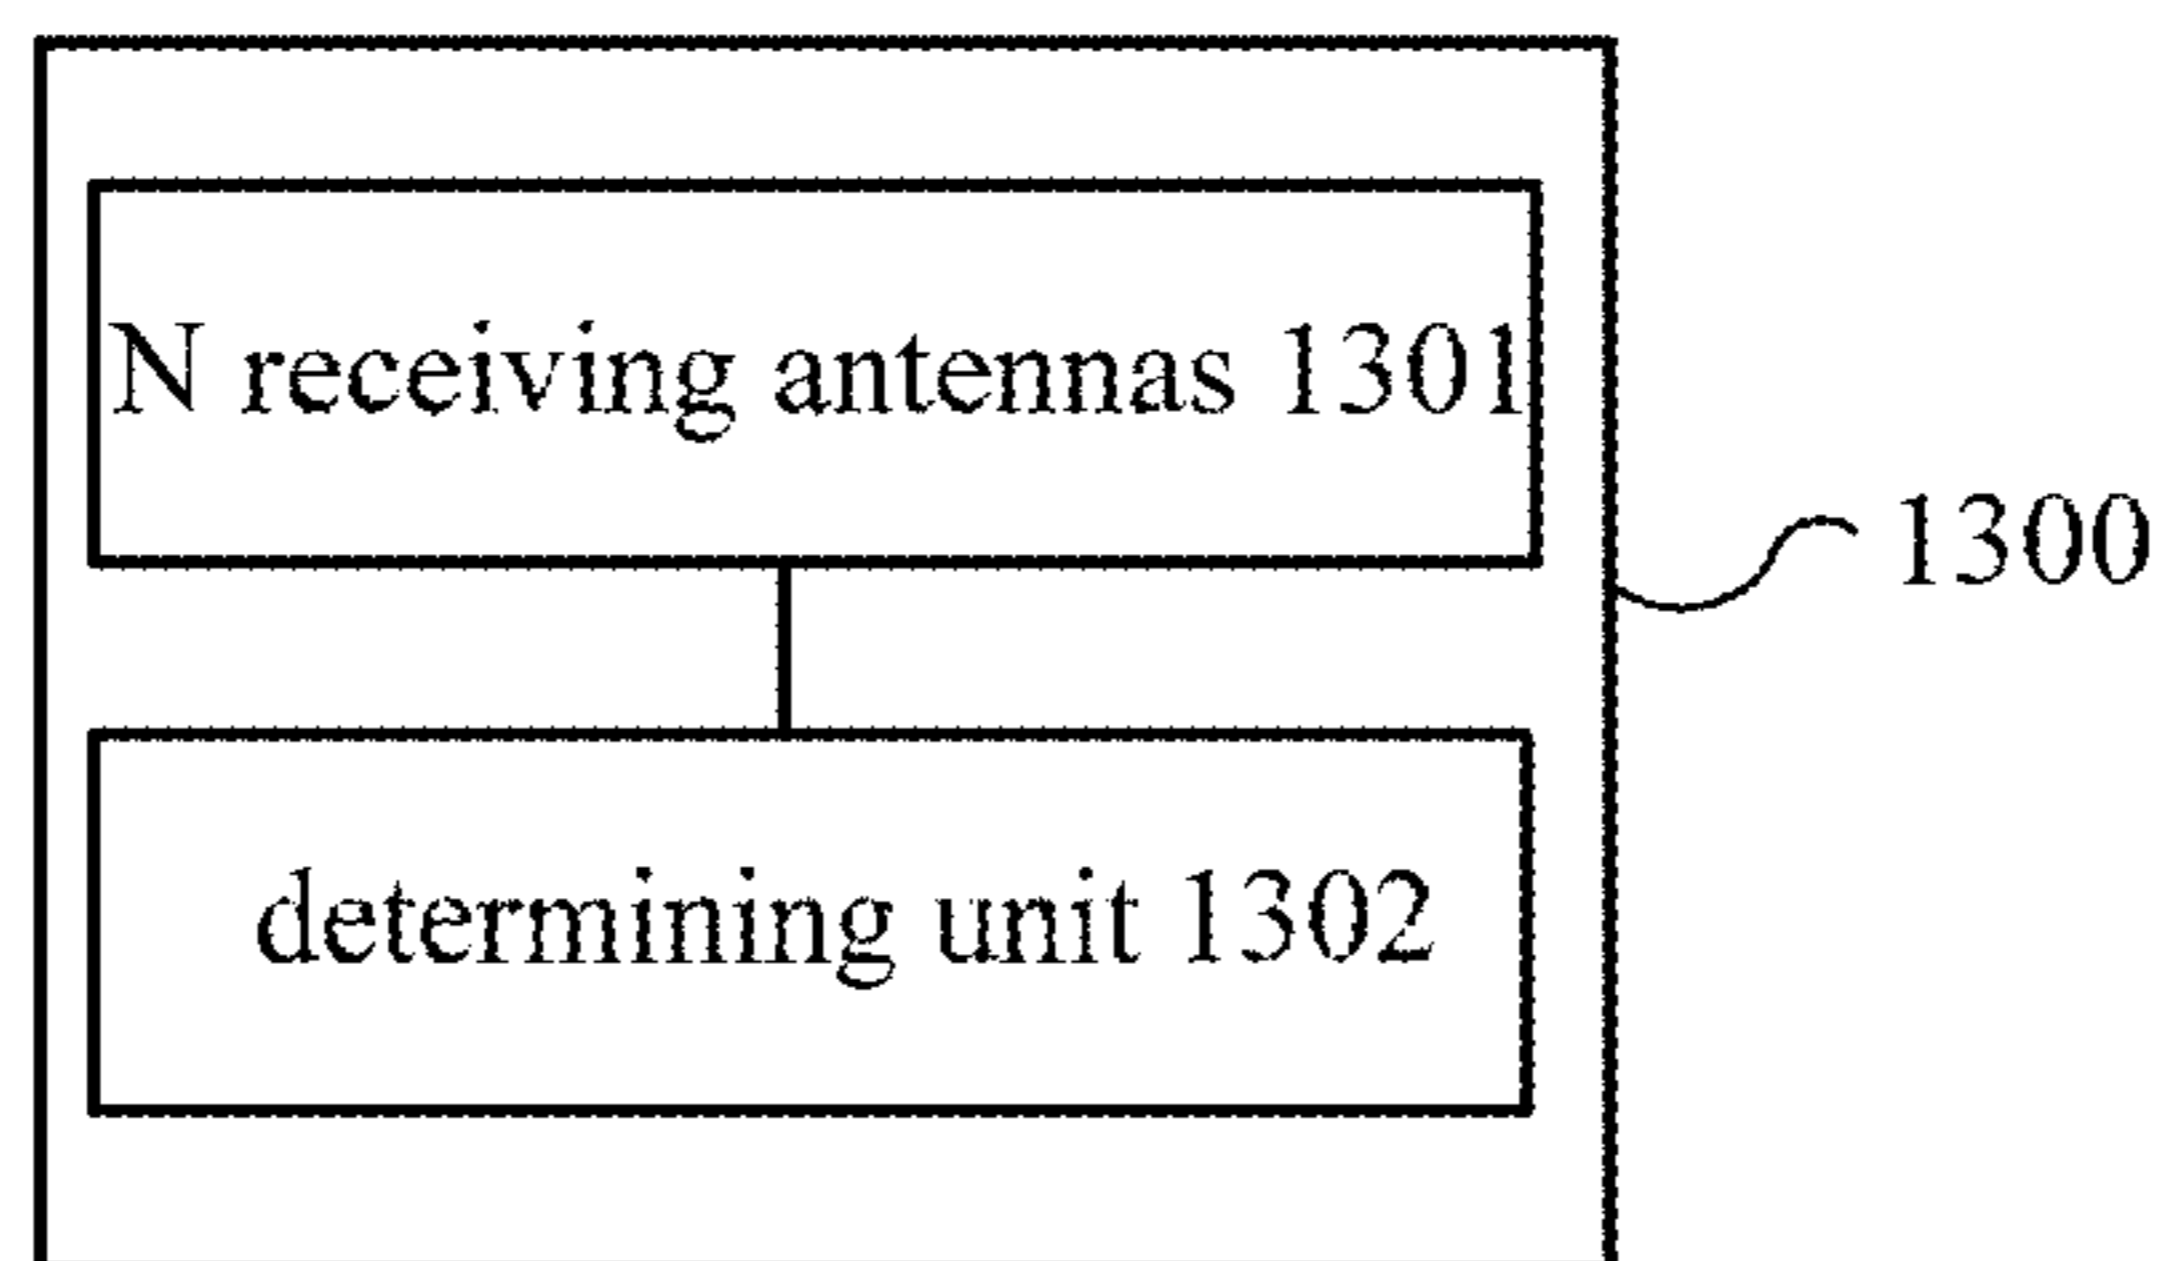 N receiving antennas 1301
1300
determining unit 1302